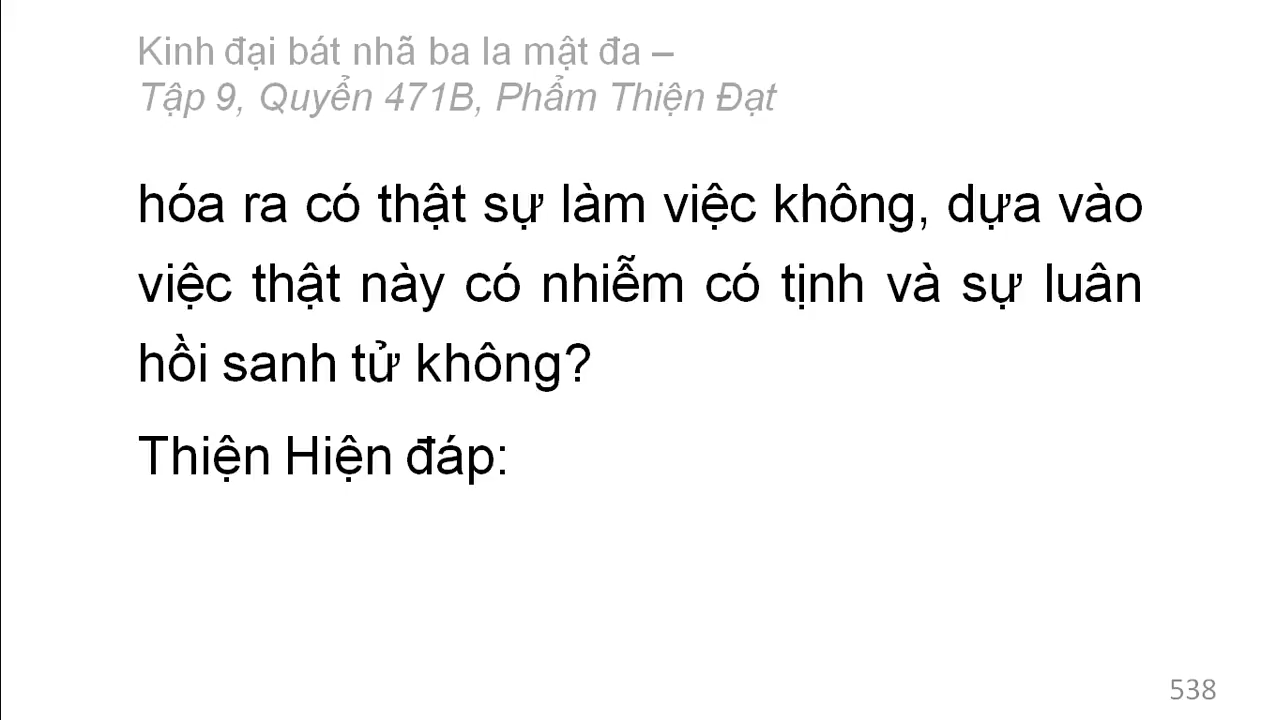 Kinh đại bát nhã ba la mật đa –
Tập 9, Quyển 471B, Phẩm Thiện Đạt
hóa ra có thật sự làm việc không, dựa vào
việc thật này có nhiễm có tịnh và sự luân
hồi sanh tử không?
Thiện Hiện đáp:
538